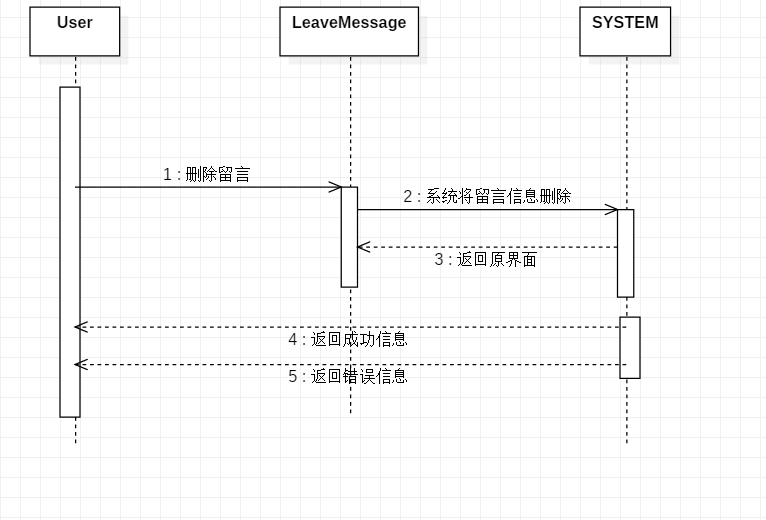 User
LeaveMessage
SYSTEM
1 : 删除留言
2 : 系统将留言信息删除
3 : 返回原界面
4 : 返回成功信息
5 : 返回错误信息